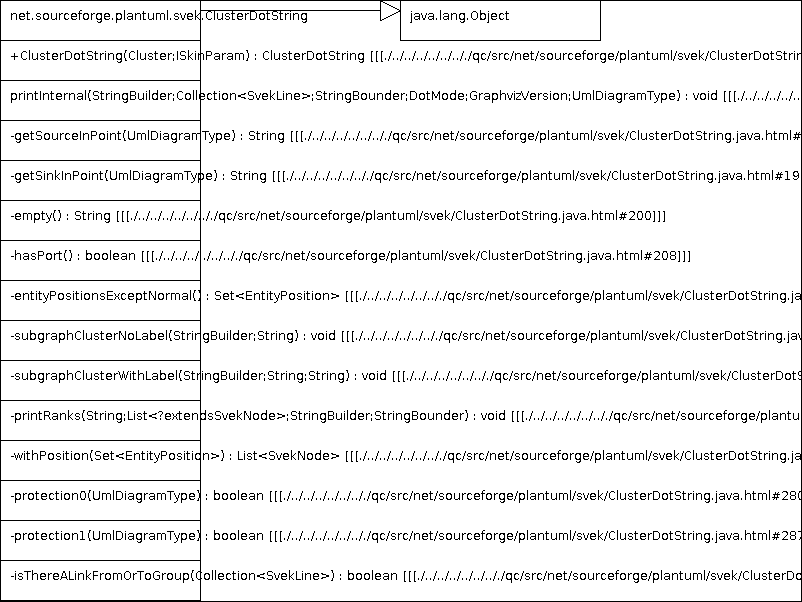 net.sourceforge.plantuml.svek.ClusterDotString
java.lang.Object
+ClusterDotString(Cluster;ISkinParam) : ClusterDotString [[[./../../../../../../qc/src/net/sourceforge/plantuml/svek/ClusterDotStrin
printInternal(StringBuilder;Collection<SvekLine>;StringBounder;DotMode;GraphvizVersion;UmlDiagramType) : void [[[./../../../..
-getSourceInPoint(UmlDiagramType) : String [[[./../../../../../../qc/src/net/sourceforge/plantuml/svek/ClusterDotString.java.html#
-getSinkInPoint(UmlDiagramType) : String [[[./../../../../../../qc/src/net/sourceforge/plantuml/svek/ClusterDotString.java.html#19
-empty() : String [[[./../../../../../../qc/src/net/sourceforge/plantuml/svek/ClusterDotString.java.html#200]]]
-hasPort() : boolean [[[./../../../../../../qc/src/net/sourceforge/plantuml/svek/ClusterDotString.java.html#208]]]
-entityPositionsExceptNormal() : Set<EntityPosition> [[[./../../../../../../qc/src/net/sourceforge/plantuml/svek/ClusterDotString.ja
-subgraphClusterNoLabel(StringBuilder;String) : void [[[./../../../../../../qc/src/net/sourceforge/plantuml/svek/ClusterDotString.jav
-subgraphClusterWithLabel(StringBuilder;String;String) : void [[[./../../../../../../qc/src/net/sourceforge/plantuml/svek/ClusterDotS
-printRanks(String;List<?extendsSvekNode>;StringBuilder;StringBounder) : void [[[./../../../../../../qc/src/net/sourceforge/plantu
-withPosition(Set<EntityPosition>) : List<SvekNode> [[[./../../../../../../qc/src/net/sourceforge/plantuml/svek/ClusterDotString.ja
-protection0(UmlDiagramType) : boolean [[[./../../../../../../qc/src/net/sourceforge/plantuml/svek/ClusterDotString.java.html#280
-protection1(UmlDiagramType) : boolean [[[./../../../../../../qc/src/net/sourceforge/plantuml/svek/ClusterDotString.java.html#287
-isThereALinkFromOrToGroup(Collection<SvekLine>) : boolean [[[./../../../../../../qc/src/net/sourceforge/plantuml/svek/ClusterDo